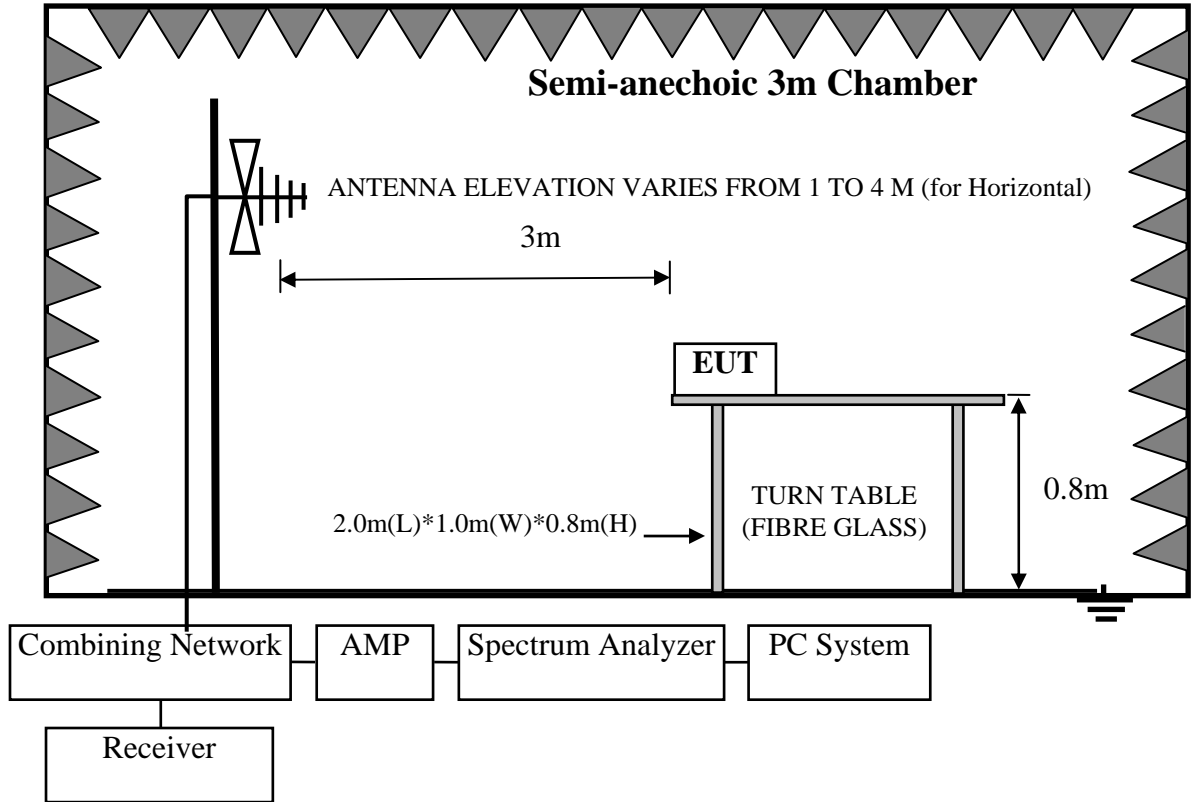 Semi-anechoic 3m Chamber
ANTENNA ELEVATION VARIES FROM 1 TO 4 M (for Horizontal)
3m
EUT
0.8m
TURN TABLE
(FIBRE GLASS)
2.0m(L)*1.0m(W)*0.8m(H)
Combining Network
AMP
Spectrum Analyzer
PC System
Receiver